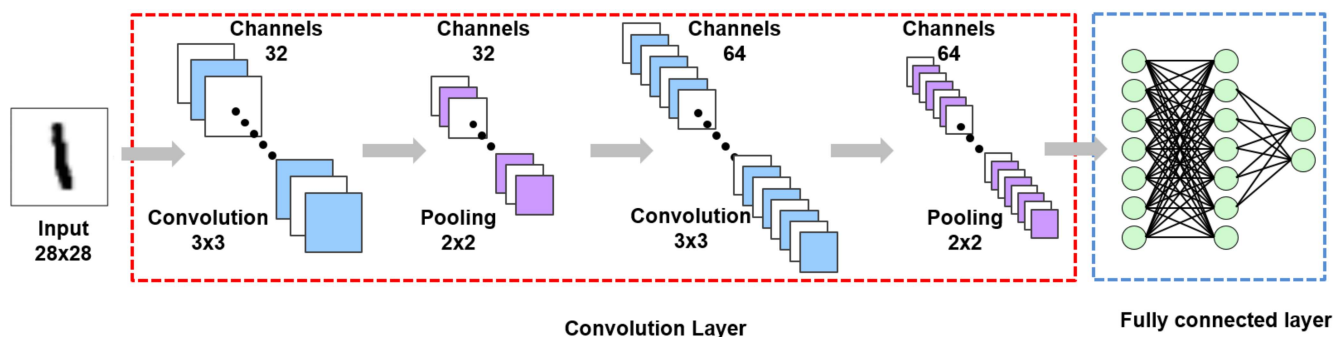 Channels
32
Channels
32
Channels
64
Channels
64
Input
28x28
Convolution
3x3
Pooling
2x2
Convolution
3x3
Pooling
2x2
Convolution Layer
Fully connected layer